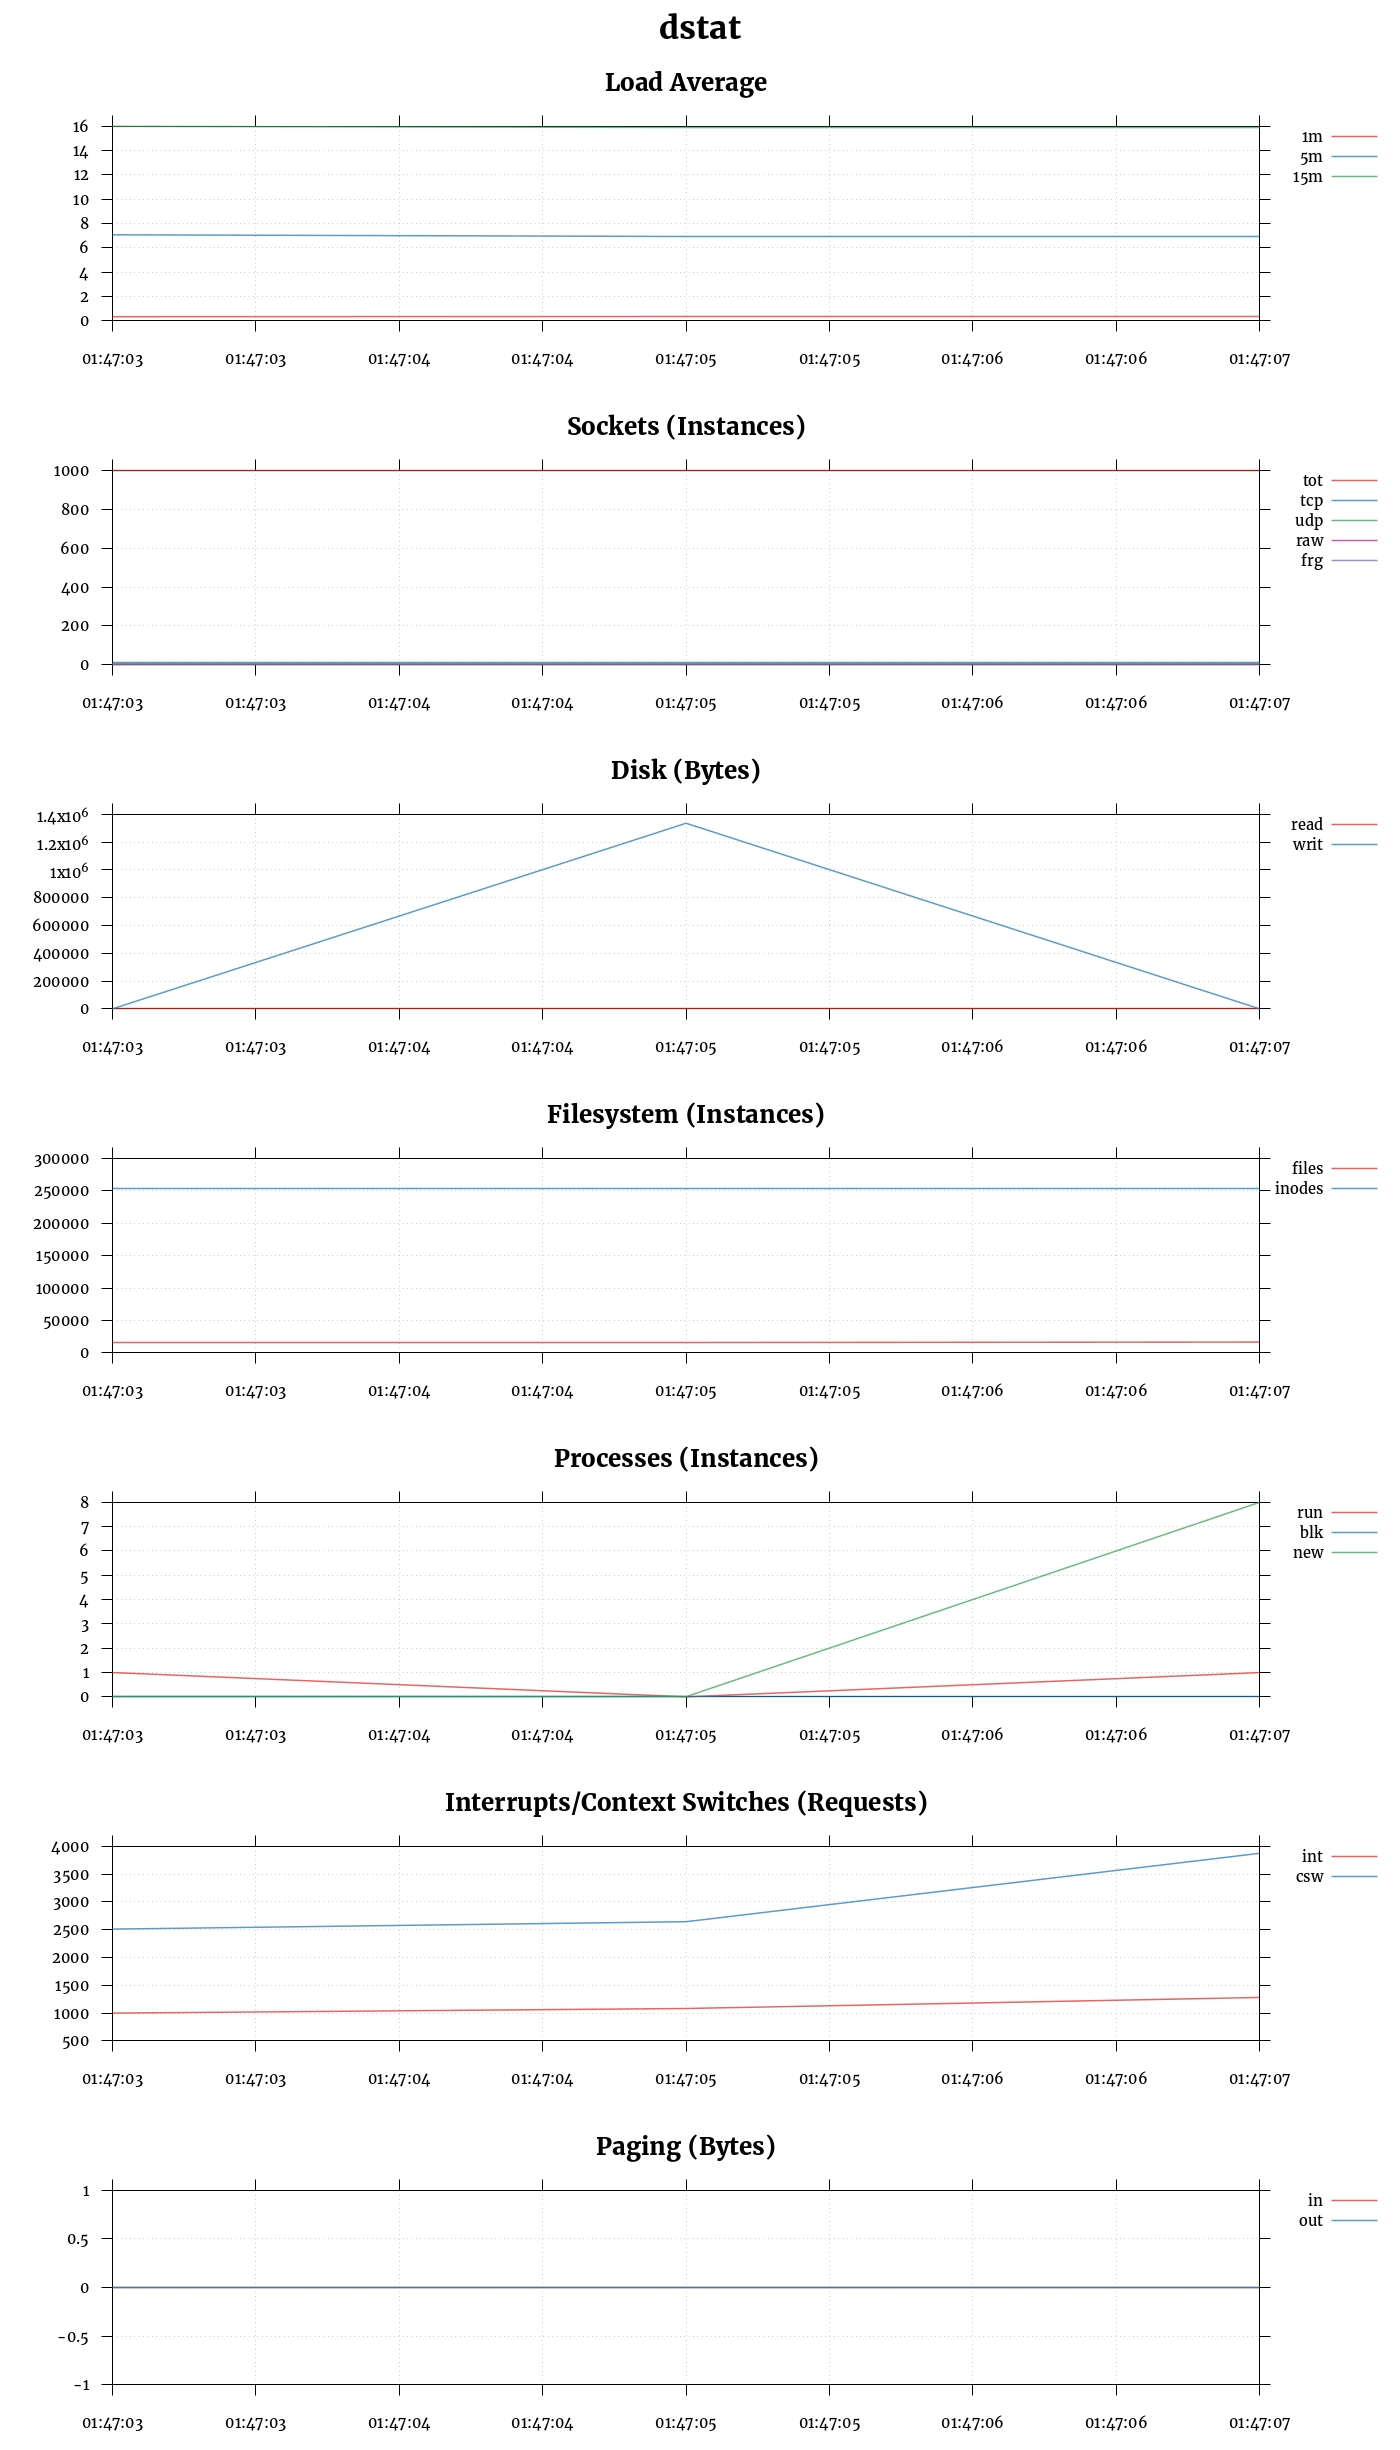 dstat
Load Average
16
14
12
10
8
6
4
2
0
1m
5m
15m
01:47:03 01:47:03 01:47:04 01:47:04 01:47:05 01:47:05 01:47:06 01:47:06 01:47:07
Sockets (Instances)
1000
800
600
400
200
0
tot
tcp
udp
raw
frg
01:47:03 01:47:03 01:47:04 01:47:04 01:47:05 01:47:05 01:47:06 01:47:06 01:47:07
Disk (Bytes)
1.4x10⁶
1.2x10⁶
1x10⁶
800000
600000
400000
200000
0
read
writ
01:47:03 01:47:03 01:47:04 01:47:04 01:47:05 01:47:05 01:47:06 01:47:06 01:47:07
Filesystem (Instances)
300000
250000
200000
150000
100000
50000
0
files
inodes
01:47:03 01:47:03 01:47:04 01:47:04 01:47:05 01:47:05 01:47:06 01:47:06 01:47:07
Processes (Instances)
8
7
6
5
4
3
2
1
0
run
blk
new
01:47:03 01:47:03 01:47:04 01:47:04 01:47:05 01:47:05 01:47:06 01:47:06 01:47:07
Interrupts/Context Switches (Requests)
4000
3500
3000
2500
2000
1500
1000
500
int
csw
01:47:03 01:47:03 01:47:04 01:47:04 01:47:05 01:47:05 01:47:06 01:47:06 01:47:07
Paging (Bytes)
1
0.5
0
-0.5
-1
in
out
01:47:03 01:47:03 01:47:04 01:47:04 01:47:05 01:47:05 01:47:06 01:47:06 01:47:07